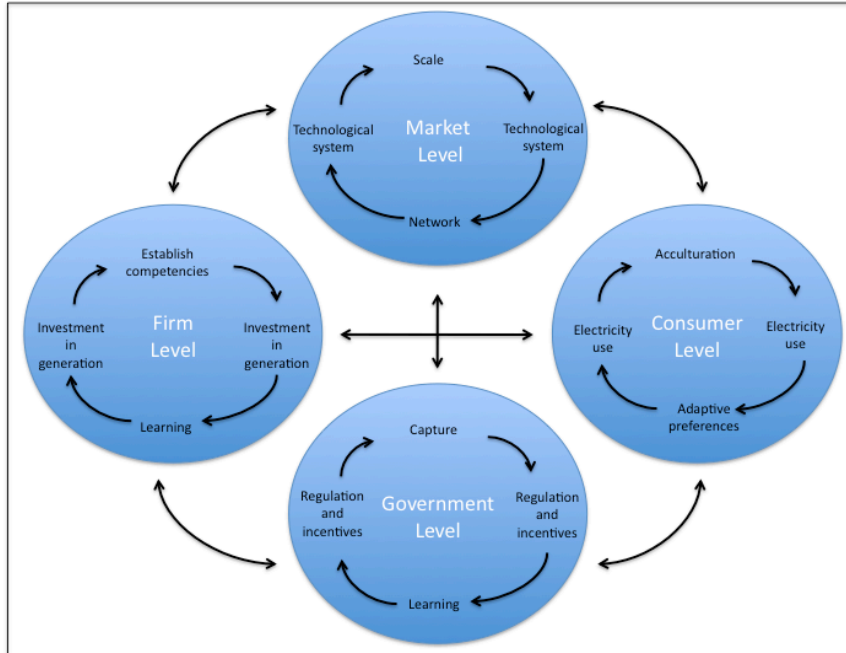 Scale
Technological
system
Market
Level
Technological
system
Network
Establish
competencies
Investment
in
generation
Firm
Level
Investment
in
generation
Learning
Acculturation
Electricity
use
Consumer
Level
Electricity
use
Adaptive
preferences
Capture
Regulation
and
incentives
Government
Level
Regulation
and
incentives
Learning